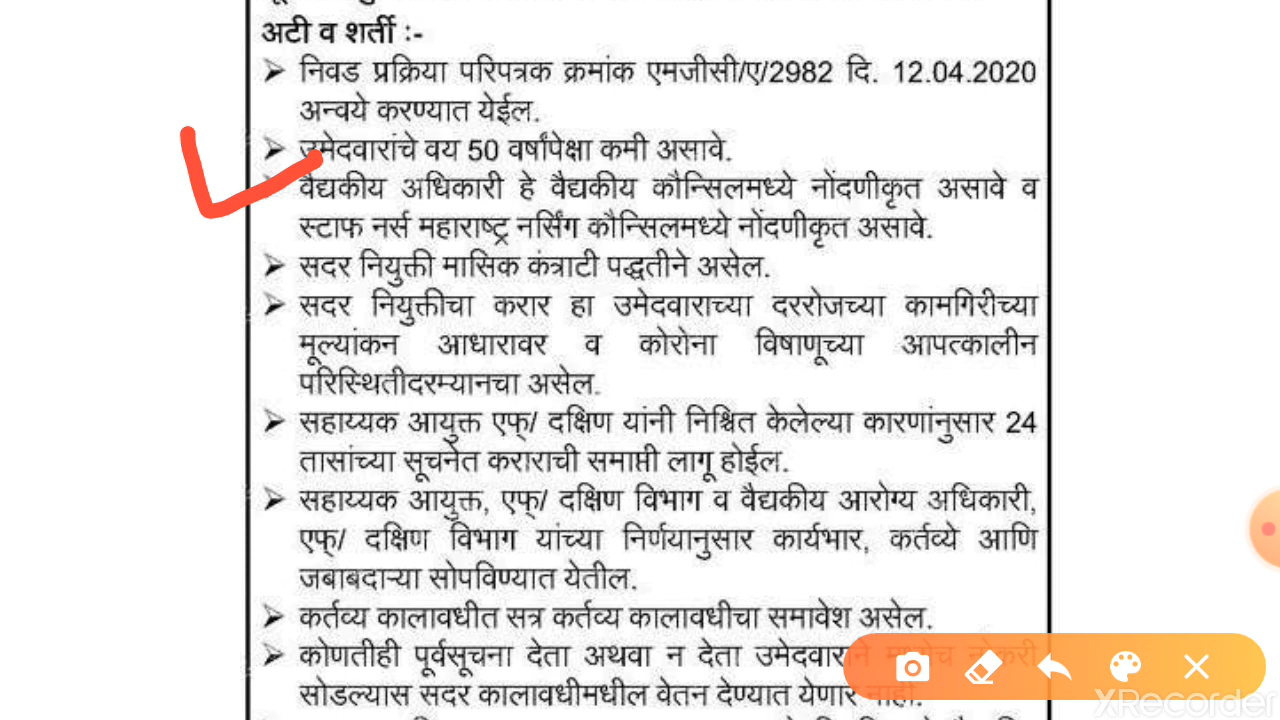 अटी व शर्ती :-
➤ निवड प्रक्रिया परिपत्रक क्रमांक एमजीसी/ए/2982 दि. 12.04.2020
अन्वये करण्यात येईल.
➤ उमेदवारांचे वय 50 वर्षांपेक्षा कमी असावे.
वैद्यकीय अधिकारी हे वैद्यकीय कौन्सिलमध्ये नोंदणीकृत असावे व
स्टाफ नर्स महाराष्ट्र नर्सिंग कौन्सिलमध्ये नोंदणीकृत असावे.
➤ सदर नियुक्ती मासिक कंत्राटी पद्धतीने असेल.
➤ सदर नियुक्तीचा करार हा उमेदवाराच्या दररोजच्या कामगिरीच्या
मूल्यांकन आधारावर व कोरोना विषाणूच्या आपत्कालीन
परिस्थितीदरम्यानचा असेल.
➤ सहाय्यक आयुक्त एफ/ दक्षिण यांनी निश्चित केलेल्या कारणांनुसार 24
तासांच्या सूचनेत कराराची समाप्ती लागू होईल.
➤ सहाय्यक आयुक्त, एफ्/ दक्षिण विभाग व वैद्यकीय आरोग्य अधिकारी,
एफ्/ दक्षिण विभाग यांच्या निर्णयानुसार कार्यभार, कर्तव्ये आणि
जबाबदाऱ्या सोपविण्यात येतील.
➤ कर्तव्य कालावधीत सत्र कर्तव्य कालावधीचा समावेश असेल.
➤ कोणतीही पूर्वसूचना देता अथवा न देता उमेदवाराने
सोडल्यास सदर कालावधीमधील वेतन देण्यात येणार नाही.
XRecorder